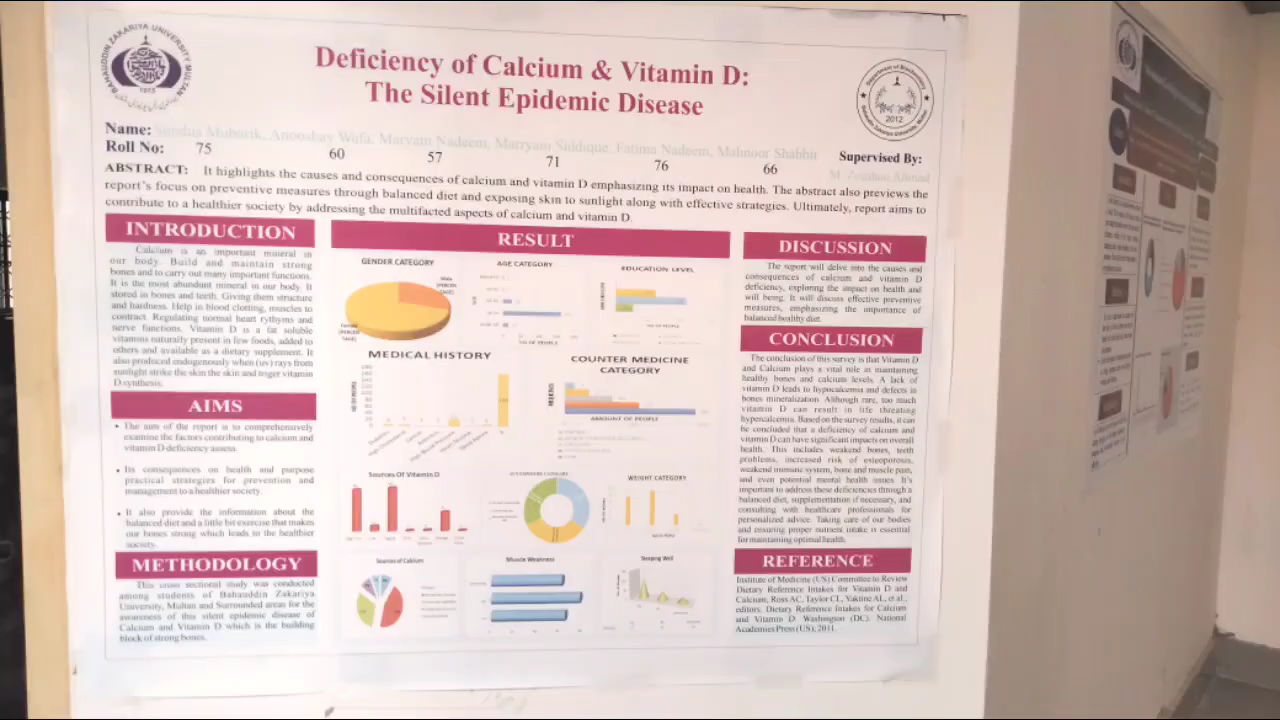 BAHAUDDIN ZAKARIYA UNIVERSITY MULTAN
1975
Deficiency of Calcium & Vitamin D:
The Silent Epidemic Disease
Department of Biochemistry
2012
Name: Sundus Mubarik, Anooshay Wafa, Maryam Nadeem, Marryam Siddique, Fatima Nadeem, Mahnoor Shabbir
Roll No: 75 60 57 71 76 66
Supervised By:
M. Zeeshan Ahmad
ABSTRACT: It highlights the causes and consequences of calcium and vitamin D emphasizing its impact on health. The abstract also previews the
report's focus on preventive measures through balanced diet and exposing skin to sunlight along with effective strategies. Ultimately, report aims to
contribute to a healthier society by addressing the multifacted aspects of calcium and vitamin D.
INTRODUCTION
Calcium is an important mineral in
our body. Build and maintain strong
bones and to carry out many important functions.
It is the most abundant mineral in our body. It
stored in bones and teeth. Giving them structure
and hardness. Help in blood clotting, muscles to
contract. Regulating normal heart rythyms and
nerve functions. Vitamin D is a fat soluble
vitamins naturally present in few foods, added to
others and available as a dietary supplement. It
also produced endogenously when (uv) rays from
sunlight strike the skin the skin and triger vitamin
D synthesis.
AIMS
• The aim of the report is to comprehensively
examine the factors contributing to calcium and
vitamin D deficiency assess.
• Its consequences on health and purpose
practical strategies for prevention and
management to a healthier society.
• It also provide the information about the
balanced diet and a little bit exercise that makes
our bones strong which leads to the healthier
society.
METHODOLOGY
This cross sectional study was conducted
among students of Bahauddin Zakariya
University, Multan and Surrounded areas for the
awareness of this silent epidemic disease of
Calcium and Vitamin D which is the building
block of strong bones.
RESULT
GENDER CATEGORY
AGE CATEGORY
EDUCATION LEVEL
NO OF PEOPLE
MEDICAL HISTORY
COUNTER MEDICINE
CATEGORY
AMOUNT OF PEOPLE
Sources Of Vitamin D
WEIGHT CATEGORY
Sources of Calcium
Muscle Weakness
Sleeping Well
DISCUSSION
The report will delve into the causes and
consequences of calcium and vitamin D
deficiency, exploring the impact on health and
will being. It will discuss effective preventive
measures, emphasizing the importance of
balanced healthy diet.
CONCLUSION
The conclusion of this survey is that Vitamin D
and Calcium plays a vital role in maintaining
healthy bones and calcium levels. A lack of
vitamin D leads to hypocalcemia and defects in
bones mineralization. Although rare, too much
vitamin D can result in life threating
hypercalcemia. Based on the survey results, it can
be concluded that a deficiency of calcium and
vitamin D can have significant impacts on overall
health. This includes weakend bones, teeth
problems, increased risk of osteoporous,
weakend immune system, bone and muscle pain,
and even potential mental health issues. It's
important to address these deficiencies through a
balanced diet, supplementation if necessary, and
consulting with healthcare professionals for
personalized advice. Taking care of our bodies
and ensuring proper nutrient intake is essential
for maintaining optimal health.
REFERENCE
Institute of Medicine (US) Committee to Review
Dietary Reference Intakes for Vitamin D and
Calcium; Ross AC, Taylor CL, Yaktine AL, et al.,
editors. Dietary Reference Intakes for Calcium
and Vitamin D. Washington (DC): National
Academies Press (US); 2011.